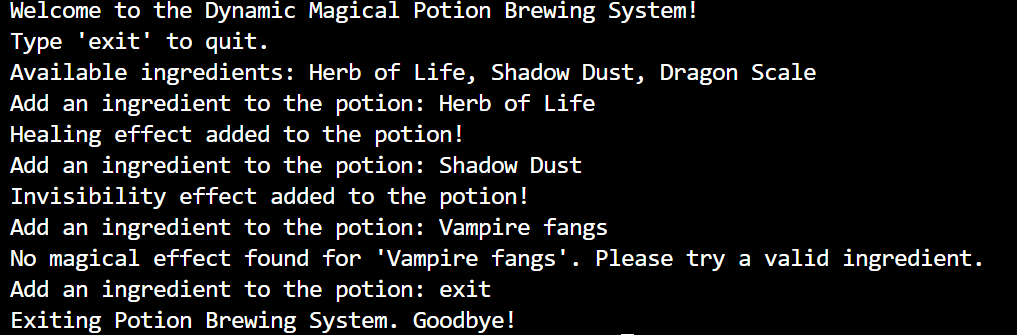 Welcome to the Dynamic Magical Potion Brewing System!
Type 'exit' to quit.
Available ingredients: Herb of Life, Shadow Dust, Dragon Scale
Add an ingredient to the potion: Herb of Life
Healing effect added to the potion!
Add an ingredient to the potion: Shadow Dust
Invisibility effect added to the potion!
Add an ingredient to the potion: Vampire fangs
No magical effect found for 'Vampire fangs'. Please try a valid ingredient.
Add an ingredient to the potion: exit
Exiting Potion Brewing System. Goodbye!